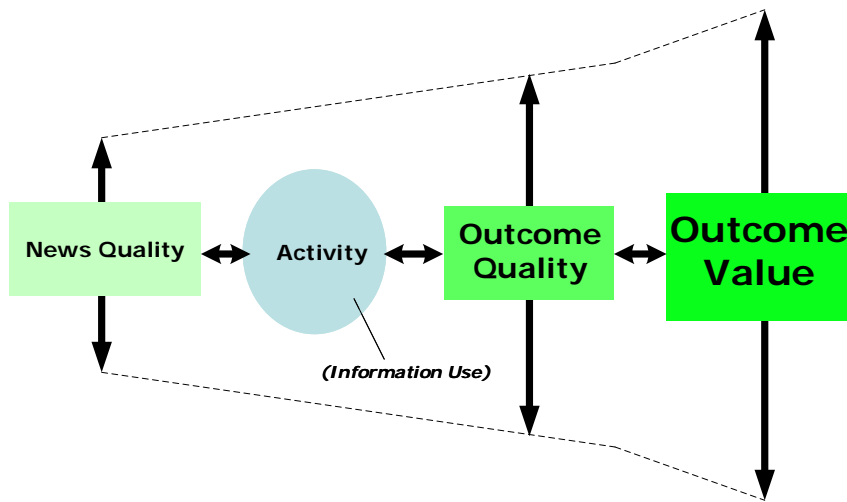 News Quality
Activity
Outcome
Quality
Outcome
Value
(Information Use)